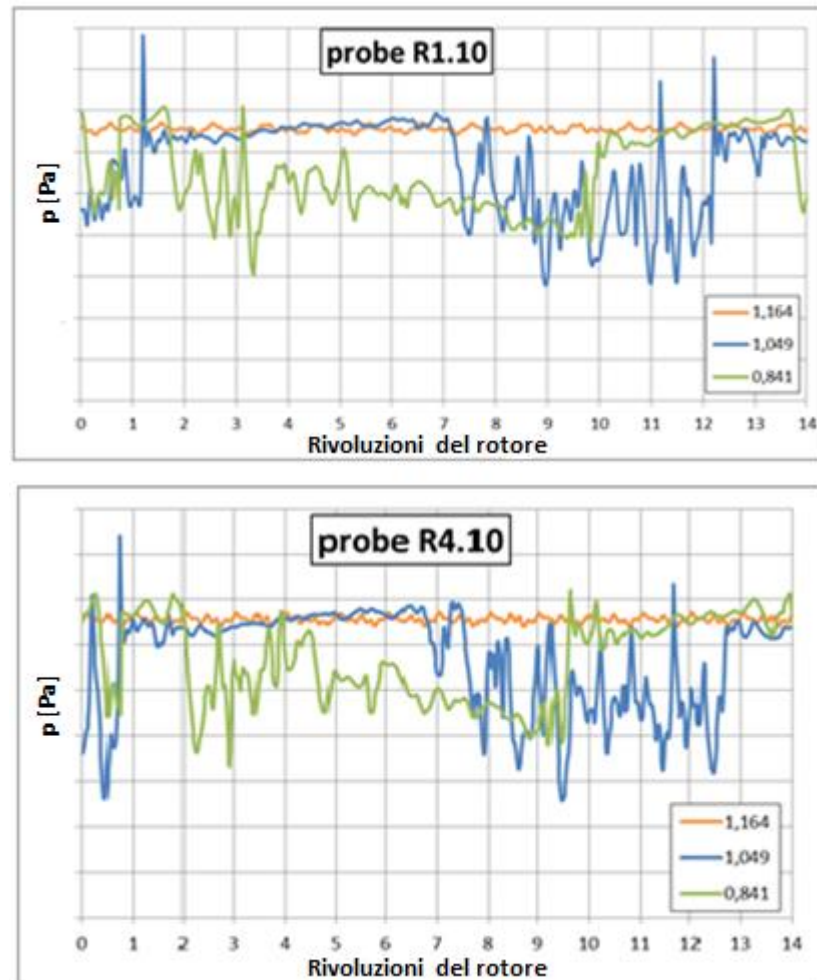 probe R1.10
p [Pa]
1,164
1,049
0,841
0 1 2 3 4 5 6 7 8 9 10 11 12 13 14
Rivoluzioni del rotore
probe R4.10
p [Pa]
1,164
1,049
0,841
0 1 2 3 4 5 6 7 8 9 10 11 12 13 14
Rivoluzioni del rotore